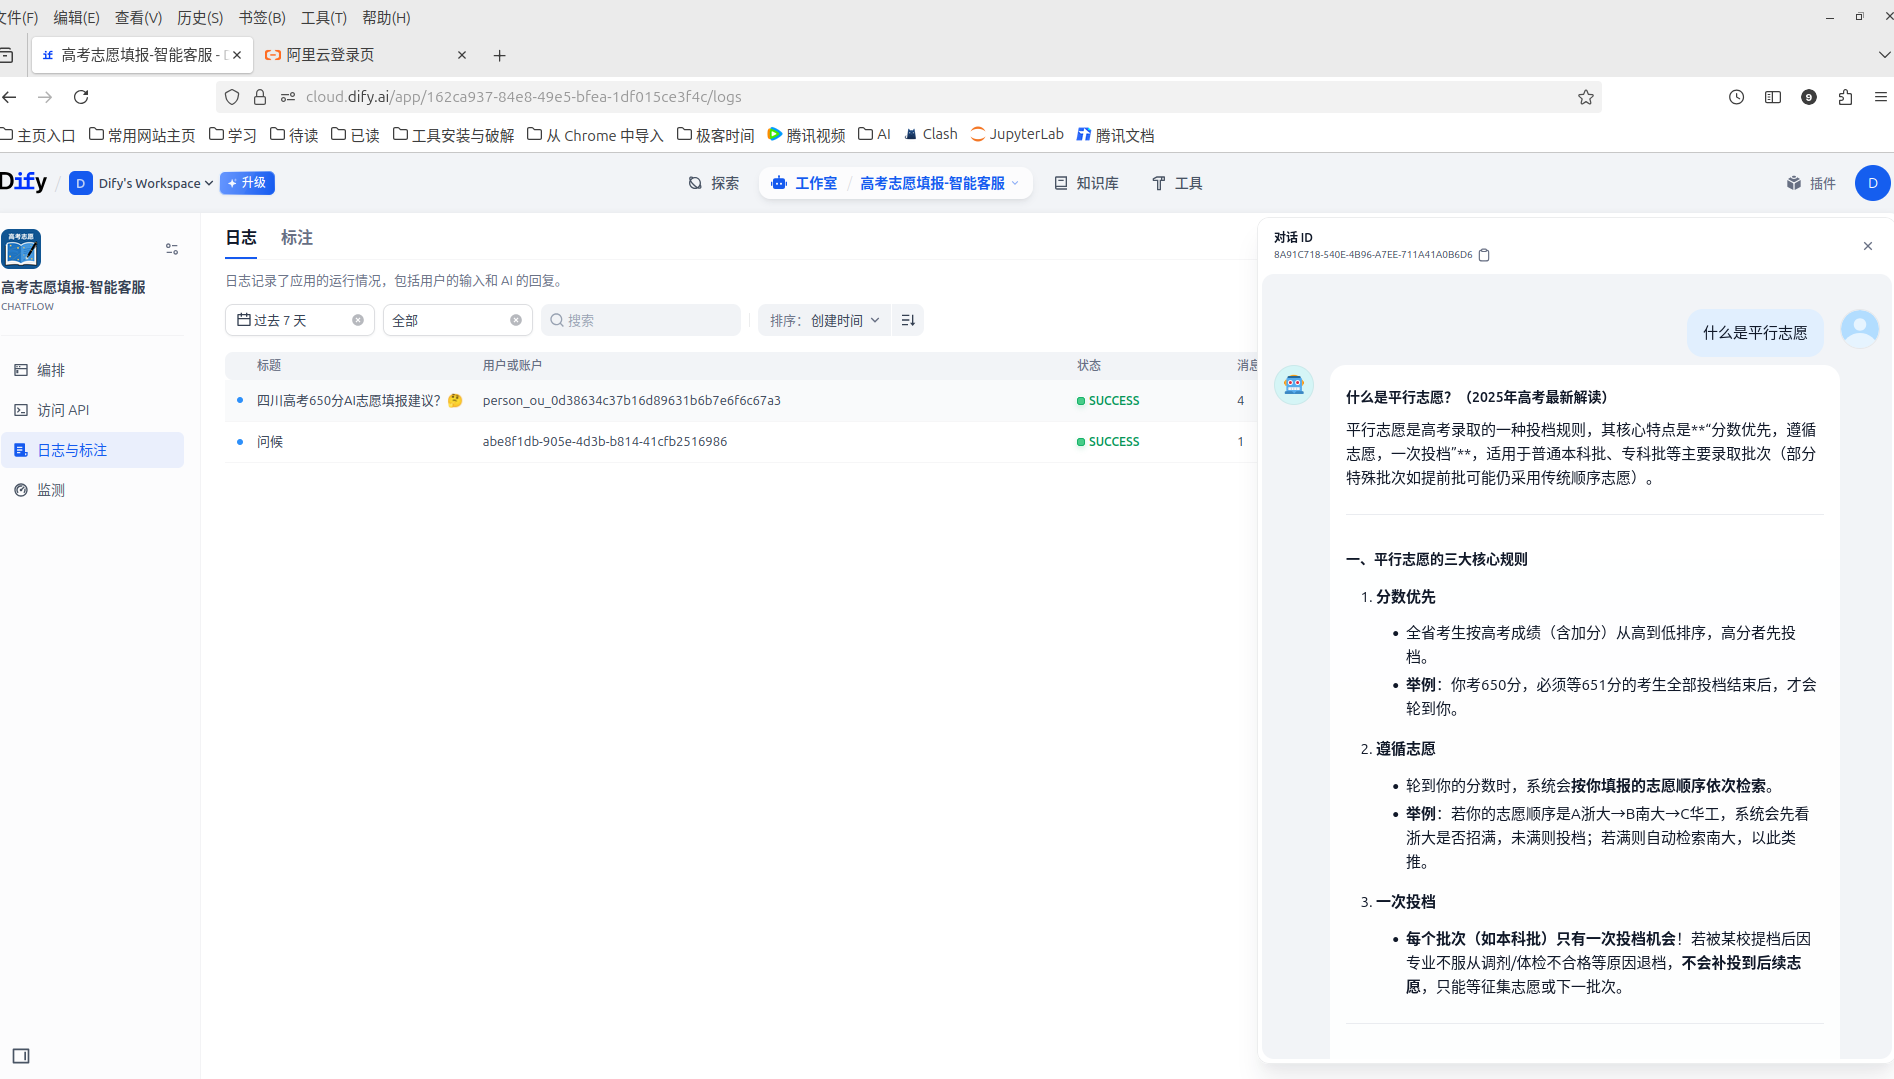 文件(F) 编辑(E) 查看(V) 历史(S) 书签(B) 工具(T) 帮助(H)
高考志愿填报-智能客服 - 阿里云登录页
cloud.dify.ai/app/162ca937-84e8-49e5-bfea-1df015ce3f4c/logs
9
主页入口 常用网站主页 学习 待读 已读 工具安装与破解 从 Chrome 中导入 极客时间 腾讯视频 AI Clash JupyterLab 腾讯文档
Dify / D Dify's Workspace 升级 探索 工作室 / 高考志愿填报-智能客服 知识库 工具 插件 D
高考志愿
高考志愿填报-智能客服
CHATFLOW
编排
访问 API
日志与标注
监测
日志 标注
日志记录了应用的运行情况，包括用户的输入和 AI 的回复。
过去 7 天 全部 搜索 排序： 创建时间
标题 用户或账户 状态 消息
四川高考650分AI志愿填报建议？🤔 person_ou_0d38634c37b16d89631b6b7e6f6c67a3 SUCCESS 4
问候 abe8f1db-905e-4d3b-b814-41cfb2516986 SUCCESS 1
对话 ID
8A91C718-540E-4B96-A7EE-711A41A0B6D6
什么是平行志愿
什么是平行志愿？（2025年高考最新解读）
平行志愿是高考录取的一种投档规则，其核心特点是**“分数优先，遵循
志愿，一次投档”**，适用于普通本科批、专科批等主要录取批次（部分
特殊批次如提前批可能仍采用传统顺序志愿）。
一、平行志愿的三大核心规则
1. 分数优先
• 全省考生按高考成绩（含加分）从高到低排序，高分者先投
档。
• 举例：你考650分，必须等651分的考生全部投档结束后，才会
轮到你。
2. 遵循志愿
• 轮到你的分数时，系统会按你填报的志愿顺序依次检索。
• 举例：若你的志愿顺序是A浙大→B南大→C华工，系统会先看
浙大是否招满，未满则投档；若满则自动检索南大，以此类
推。
3. 一次投档
• 每个批次（如本科批）只有一次投档机会！若被某校提档后因
专业不服从调剂/体检不合格等原因退档，不会补投到后续志
愿，只能等征集志愿或下一批次。